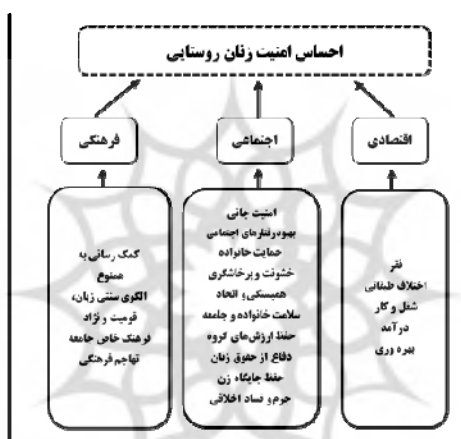 احساس امنیت زنان روستایی
اقتصادی
اجتماعی
فرهنگی
فقر
اختلاف طبقاتی
شغل و کار
درآمد
بهره وری
امنیت جانی
بهبود رفتارهای اجتماعی
حمایت خانواده
خشونت و پرخاشگری
همبستگی و اتحاد
سلامت خانواده و جامعه
حفظ ارزش‌های گروه
دفاع از حقوق زنان
حفظ جایگاه زن
جرم و فساد اخلاقی
کمک رسانی به
همنوع
الگوی سنتی زنان،
قومیت و نژاد
فرهنگ خاص جامعه
تهاجم فرهنگی